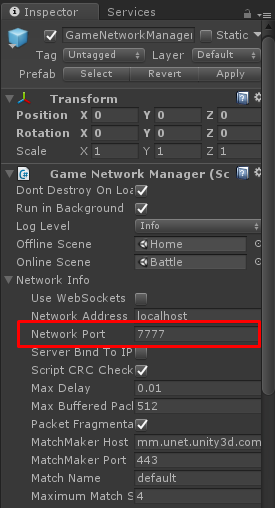 Inspector Services
GameNetworkManager Static
Tag Untagged Layer Default
Prefab Select Revert Apply
Transform
Position X 0 Y 0 Z 0
Rotation X 0 Y 0 Z 0
Scale X 1 Y 1 Z 1
Game Network Manager (Sc
Dont Destroy On Loa
Run in Background
Log Level Info
Offline Scene Home
Online Scene Battle
Network Info
Use WebSockets
Network Address localhost
Network Port 7777
Server Bind To IP
Script CRC Check
Max Delay 0.01
Max Buffered Pac 512
Packet Fragmenta
MatchMaker Host mm.unet.unity3d.com
MatchMaker Port 443
Match Name default
Maximum Match S 4